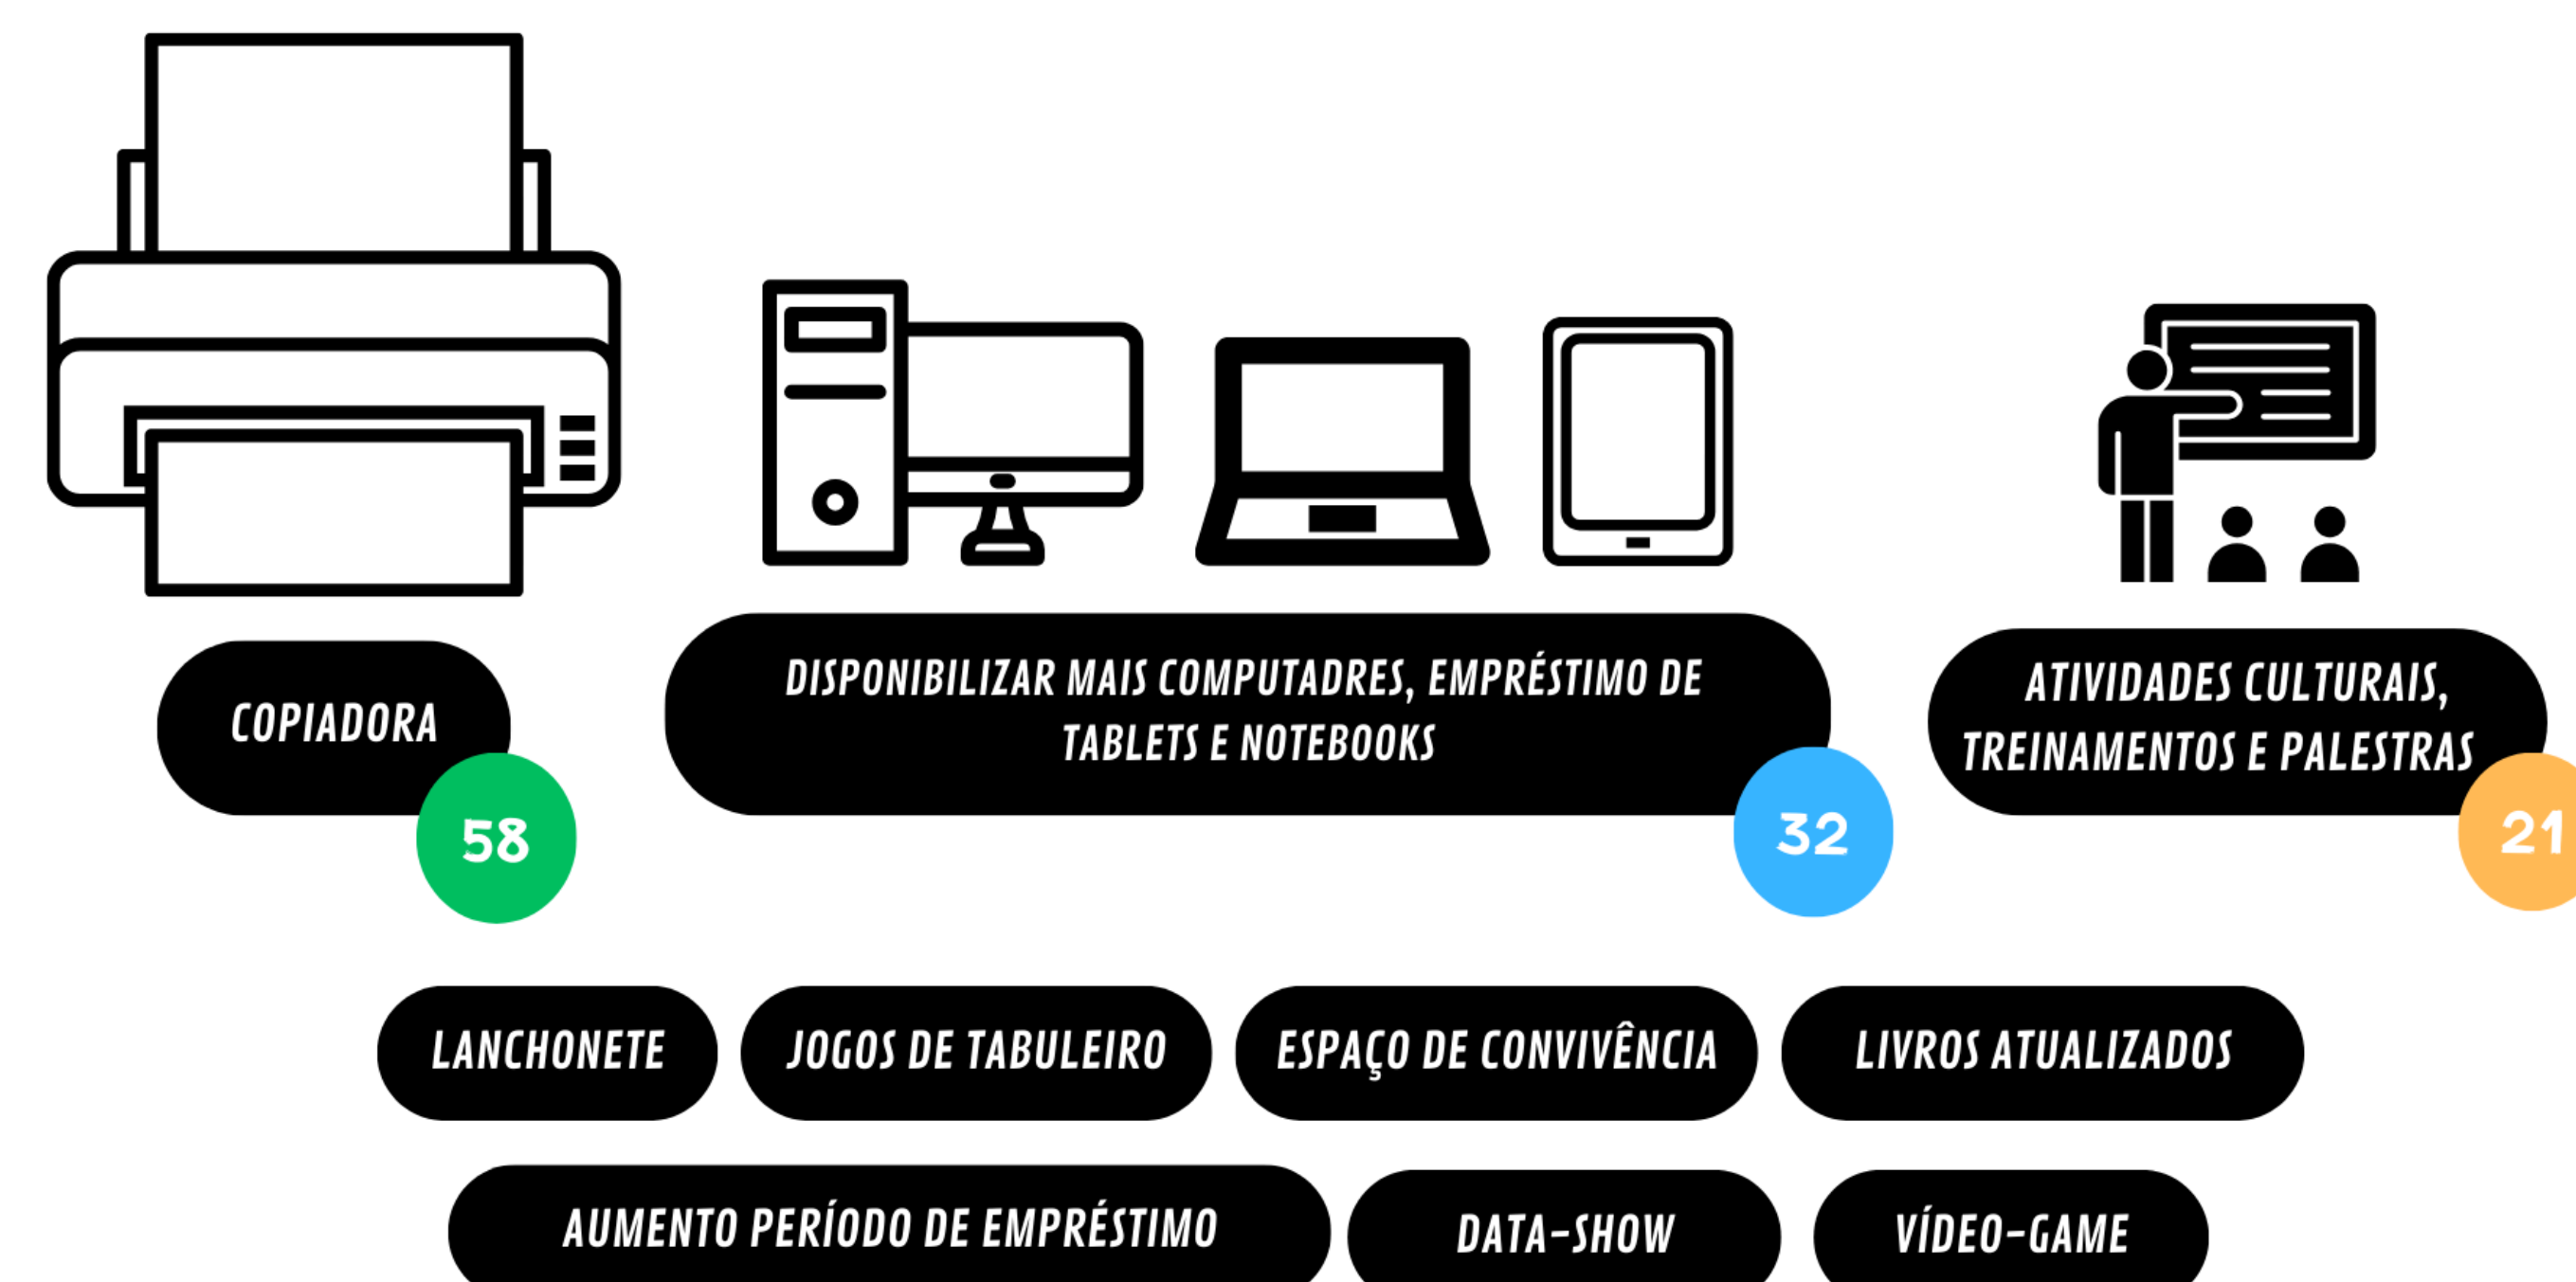 COPIADORA
58
DISPONIBILIZAR MAIS COMPUTADRES, EMPRÉSTIMO DE
TABLETS E NOTEBOOKS
32
ATIVIDADES CULTURAIS,
TREINAMENTOS E PALESTRAS
21
LANCHONETE
JOGOS DE TABULEIRO
ESPAÇO DE CONVIVÊNCIA
LIVROS ATUALIZADOS
AUMENTO PERÍODO DE EMPRÉSTIMO
DATA-SHOW
VÍDEO-GAME